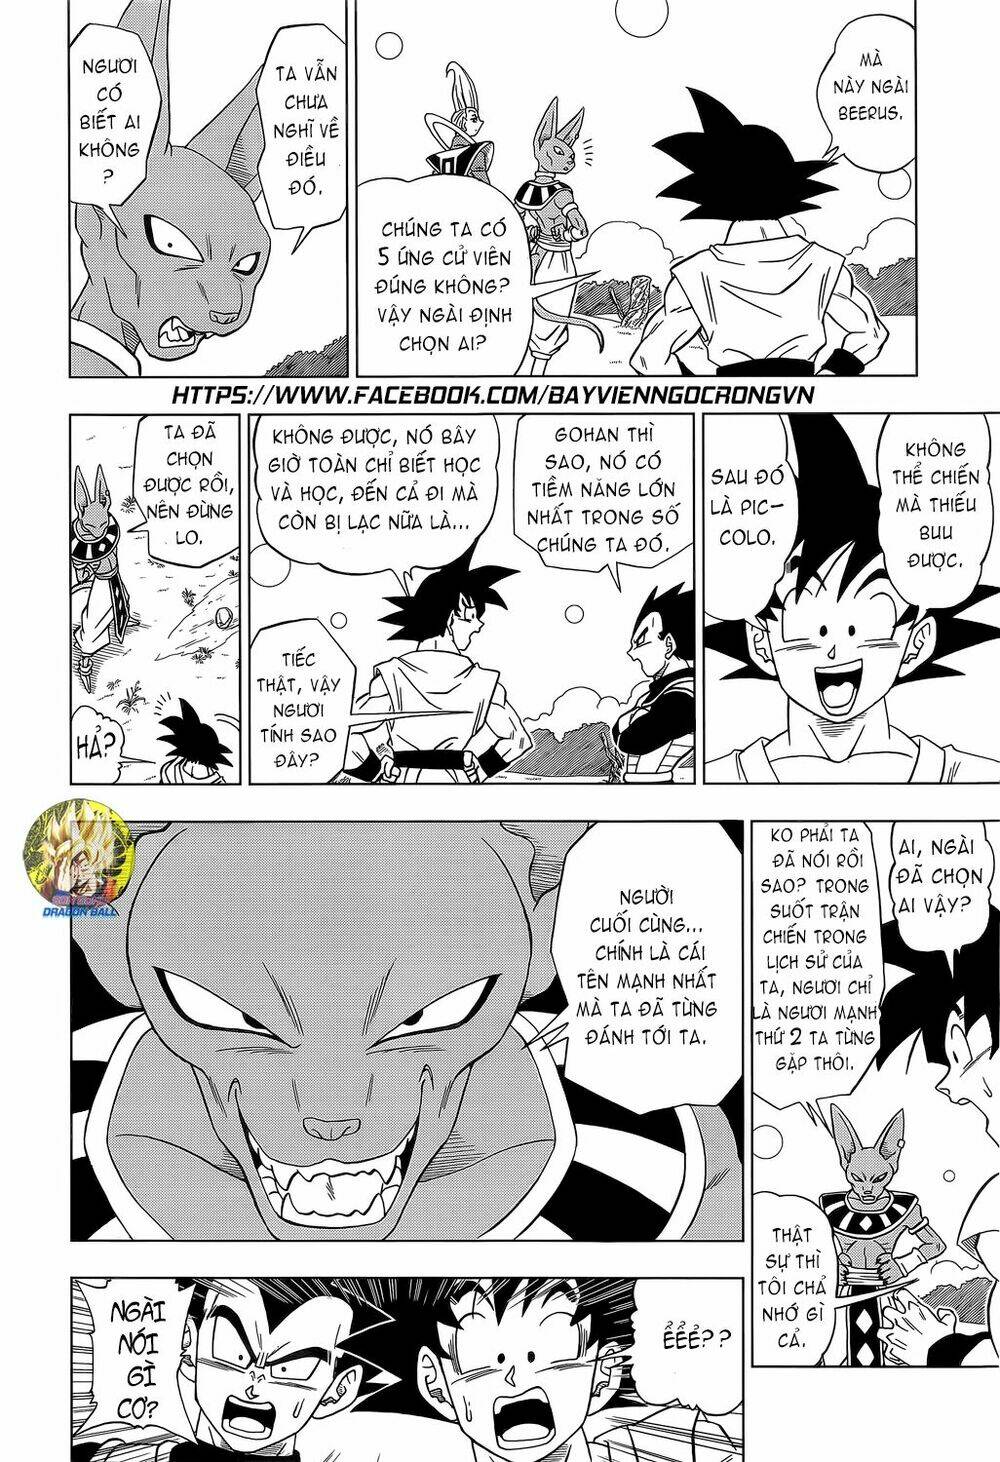 MÀ
NÀY NGÀI
BEERUS.
CHÚNG TA CÓ
5 ỨNG CỬ VIÊN
ĐÚNG KHÔNG?
VẬY NGÀI ĐỊNH
CHỌN AI?
TA VẪN
CHƯA
NGHĨ VỀ
ĐIỀU
ĐÓ.
NGƯƠI
CÓ
BIẾT AI
KHÔNG
?
HTTPS://WWW.FACEBOOK.COM/BAYVIENNGOCRONGVN
KHÔNG
THỂ CHIẾN
MÀ THIẾU
BUU
ĐƯỢC.
SAU ĐÓ
LÀ PIC-
COLO.
GOHAN THÌ
SAO, NÓ CÓ
TIỀM NĂNG LỚN
NHẤT TRONG SỐ
CHÚNG TA ĐÓ.
KHÔNG ĐƯỢC, NÓ BÂY
GIỜ TOÀN CHỈ BIẾT HỌC
VÀ HỌC, ĐẾN CẢ ĐI MÀ
CÒN BỊ LẠC NỮA LÀ...
TIẾC
THẬT, VẬY
NGƯƠI
TÍNH SAO
ĐÂY?
TA ĐÃ
CHỌN
ĐƯỢC RỒI,
NÊN ĐỪNG
LO.
HẢ?
AI, NGÀI
ĐÃ CHỌN
AI VẬY?
KO PHẢI TA
ĐÃ NÓI RỒI
SAO? TRONG
SUỐT TRẬN
CHIẾN TRONG
LỊCH SỬ CỦA
TA, NGƯƠI CHỈ
LÀ NGƯƠI MẠNH
THỨ 2 TA TỪNG
GẶP THÔI.
THẬT
SỰ THÌ
TÔI CHẢ
NHỚ GÌ
CẢ.
NGƯỜI
CUỐI CÙNG...
CHÍNH LÀ CÁI
TÊN MẠNH NHẤT
MÀ TA ĐÃ TỪNG
ĐÁNH TỚI TA.
DRAGON BALL
ỂỂẺ??
NGÀI
NÓI
GÌ
CƠ?